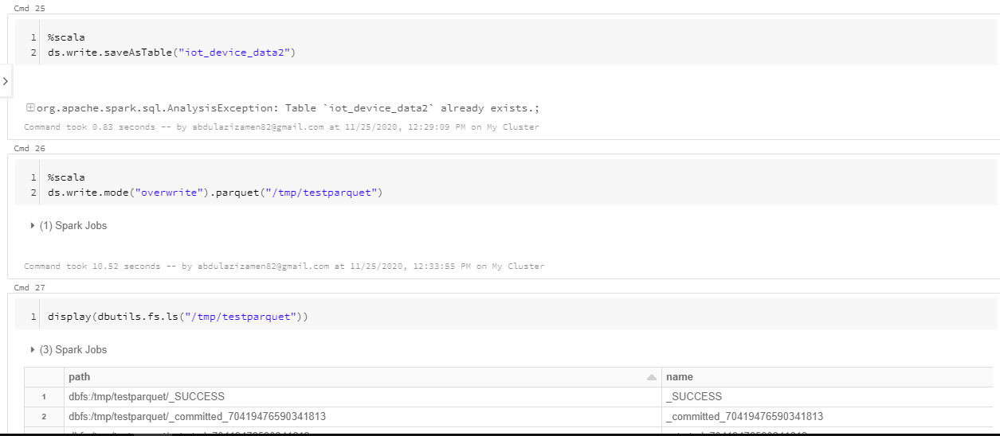 Cmd 25
1 %scala
2 ds.write.saveAsTable("iot_device_data2")
org.apache.spark.sql.AnalysisException: Table `iot_device_data2` already exists.;
Command took 0.83 seconds -- by abdulazizamen82@gmail.com at 11/25/2020, 12:29:09 PM on My Cluster
Cmd 26
1 %scala
2 ds.write.mode("overwrite").parquet("/tmp/testparquet")
(1) Spark Jobs
Command took 10.52 seconds -- by abdulazizamen82@gmail.com at 11/25/2020, 12:33:55 PM on My Cluster
Cmd 27
1 display(dbutils.fs.ls("/tmp/testparquet"))
(3) Spark Jobs
path name
1 dbfs:/tmp/testparquet/_SUCCESS _SUCCESS
2 dbfs:/tmp/testparquet/_committed_70419476590341813 _committed_70419476590341813